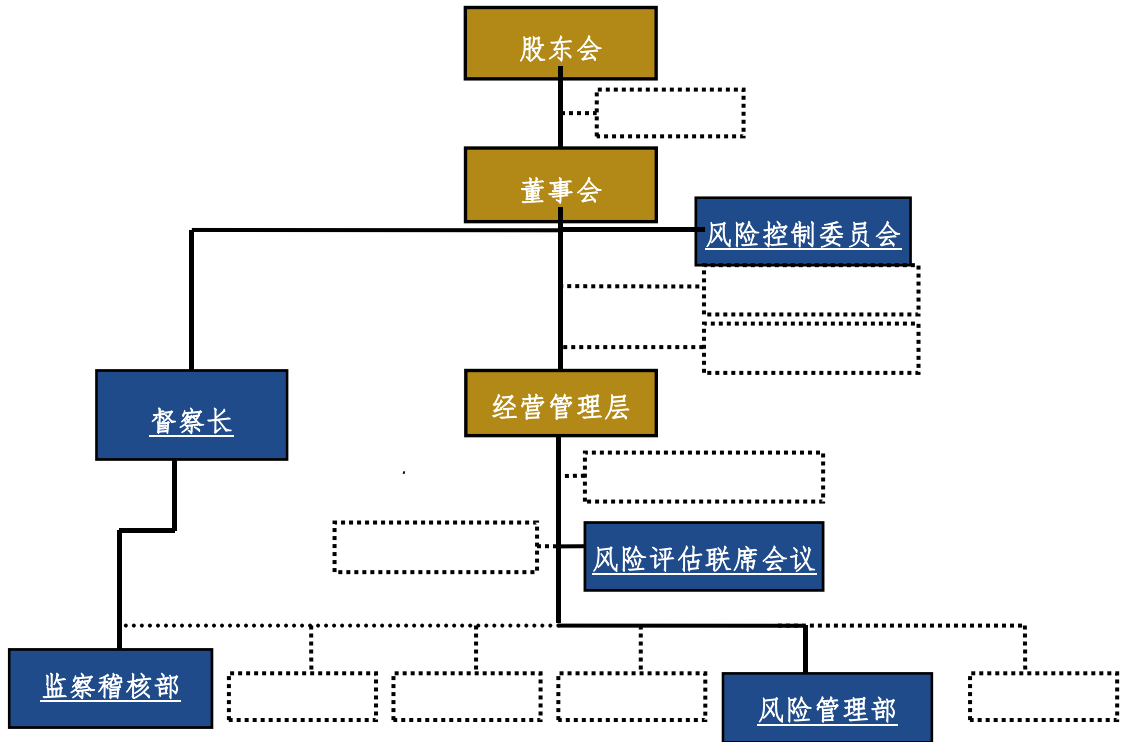 股东会
董事会
风险控制委员会
督察长
经营管理层
风险评估联席会议
监察稽核部
风险管理部